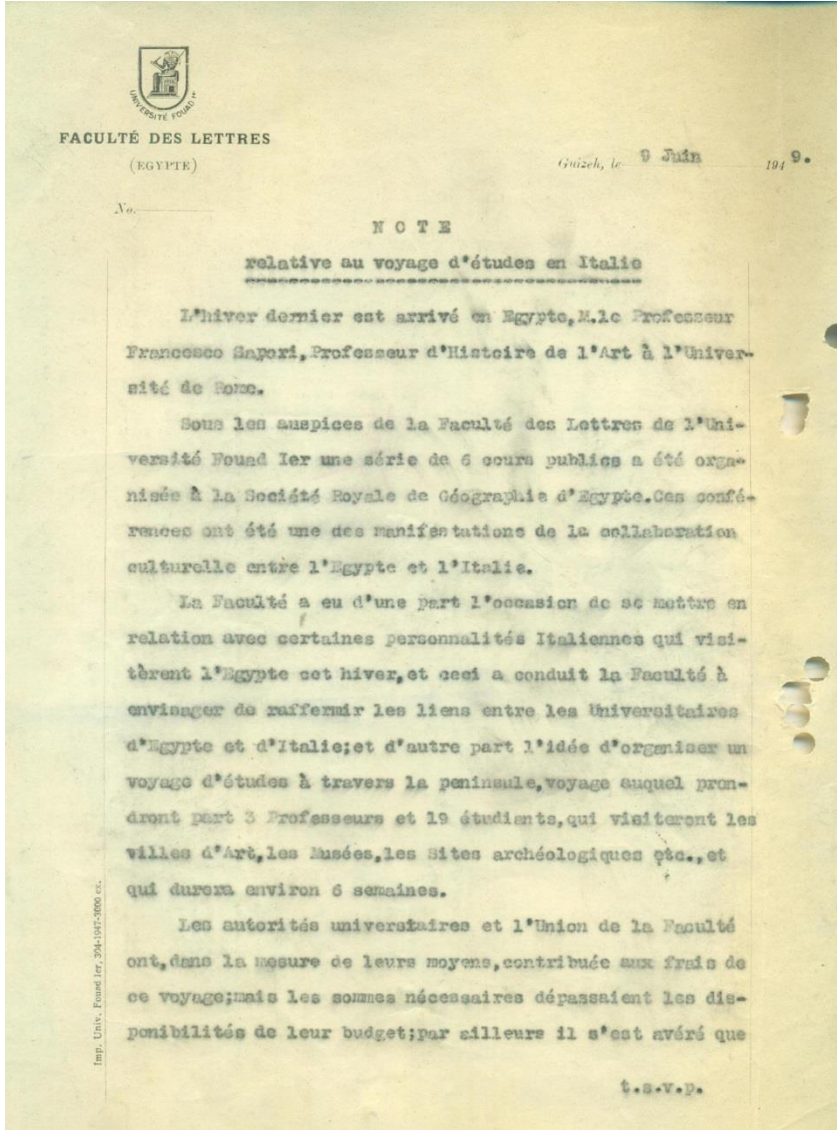 UNIVERSITÉ FOUAD Ier
FACULTÉ DES LETTRES
(EGYPTE)
Guizeh, le 9 Juin 1949.
No.
NOTE
relative au voyage d'études en Italie
L'hiver dernier est arrivé en Egypte,M.le Professeur
Francesco Sapori,Professeur d'Histoire de l'Art à l'Univer-
sité de Rome.
Sous les auspices de la Faculté des Lettres de l'Uni-
versité Fouad Ier une série de 6 cours publics a été orga-
nisée à la Société Royale de Géographie d'Egypte.Ces confé-
rences ont été une des manifestations de la collaboration
culturelle entre l'Egypte et l'Italie.
La Faculté a eu d'une part l'occasion de se mettre en
relation avec certaines personnalités Italiennes qui visi-
tèrent l'Egypte cet hiver,et ceci a conduit la Faculté à
envisager de raffermir les liens entre les Universitaires
d'Egypte et d'Italie;et d'autre part l'idée d'organiser un
voyage d'études à travers la peninsule,voyage auquel pren-
dront part 3 Professeurs et 19 étudiants,qui visiteront les
villes d'Art,les Musées,les Sites archéologiques etc.,et
qui durera environ 6 semaines.
Les autorités universitaires et l'Union de la Faculté
ont,dans la mesure de leurs moyens,contribuée aux frais de
ce voyage;mais les sommes nécessaires dépassaient les dis-
ponibilités de leur budget;par ailleurs il s'est avéré que
t.s.v.p.
Imp. Univ. Fouad Ier, 304-1947-3000 ex.